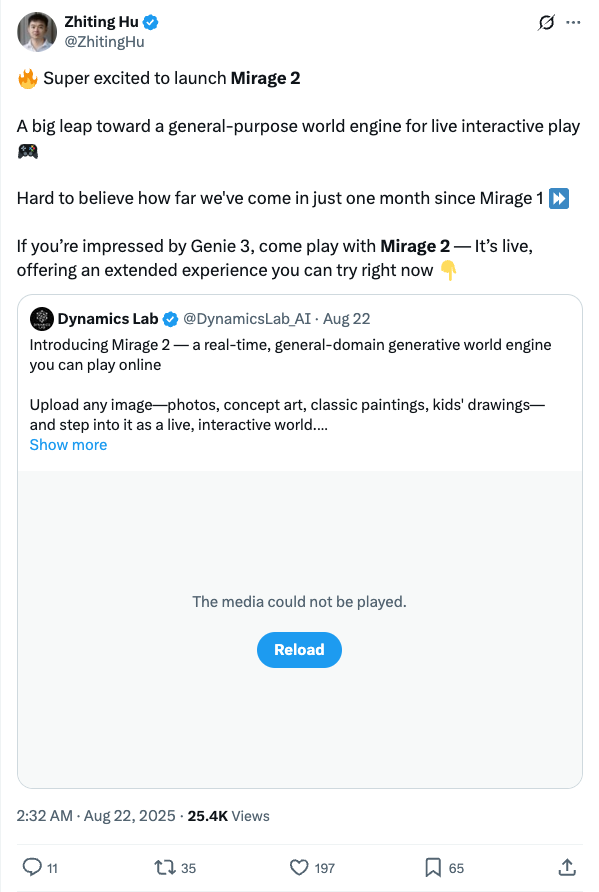 Zhiting Hu
@ZhitingHu
🔥 Super excited to launch Mirage 2
A big leap toward a general-purpose world engine for live interactive play
🎮
Hard to believe how far we've come in just one month since Mirage 1 ⏩
If you’re impressed by Genie 3, come play with Mirage 2 — It’s live,
offering an extended experience you can try right now 👇
Dynamics Lab @DynamicsLab_AI · Aug 22
Introducing Mirage 2 — a real-time, general-domain generative world engine
you can play online
Upload any image—photos, concept art, classic paintings, kids' drawings—
and step into it as a live, interactive world....
Show more
The media could not be played.
Reload
2:32 AM · Aug 22, 2025 · 25.4K Views
11 35 197 65